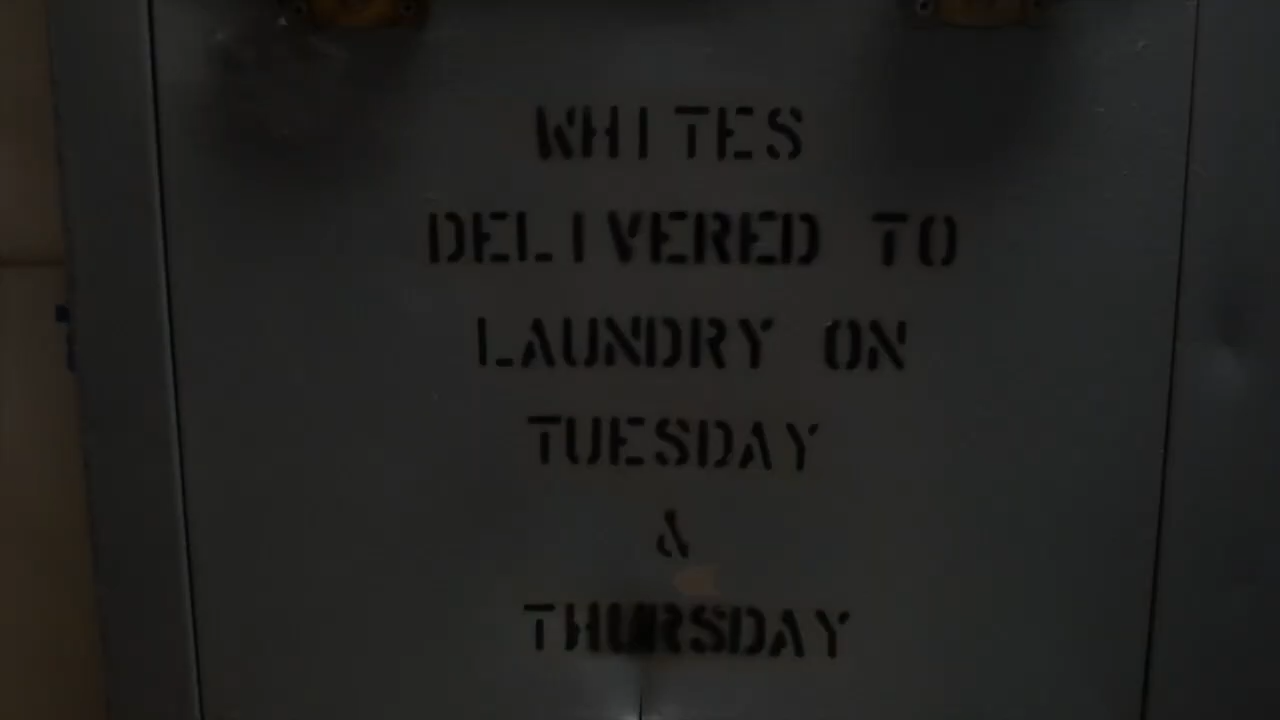 WHITES
DELIVERED TO
LAUNDRY ON
TUESDAY
&
THURSDAY